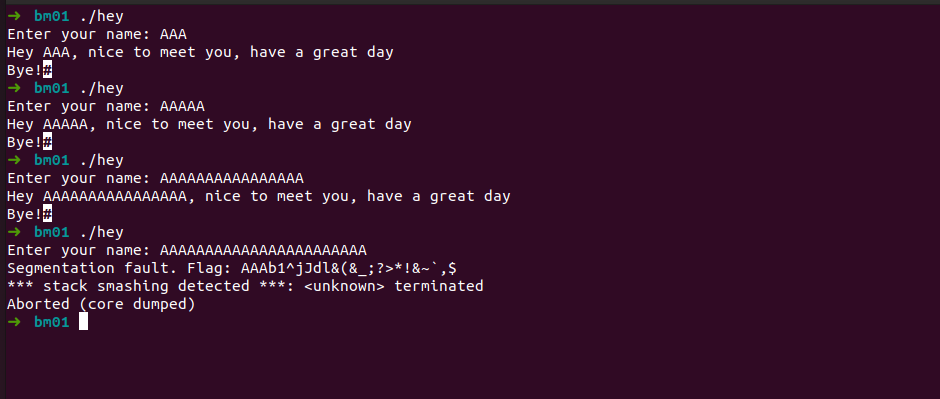 ➜ bm01 ./hey
Enter your name: AAA
Hey AAA, nice to meet you, have a great day
Bye!#
➜ bm01 ./hey
Enter your name: AAAAA
Hey AAAAA, nice to meet you, have a great day
Bye!#
➜ bm01 ./hey
Enter your name: AAAAAAAAAAAAAAAA
Hey AAAAAAAAAAAAAAAA, nice to meet you, have a great day
Bye!#
➜ bm01 ./hey
Enter your name: AAAAAAAAAAAAAAAAAAAAAAA
Segmentation fault. Flag: AAAb1^jJdl&(&_;?>*!&~`,$
*** stack smashing detected ***: <unknown> terminated
Aborted (core dumped)
➜ bm01